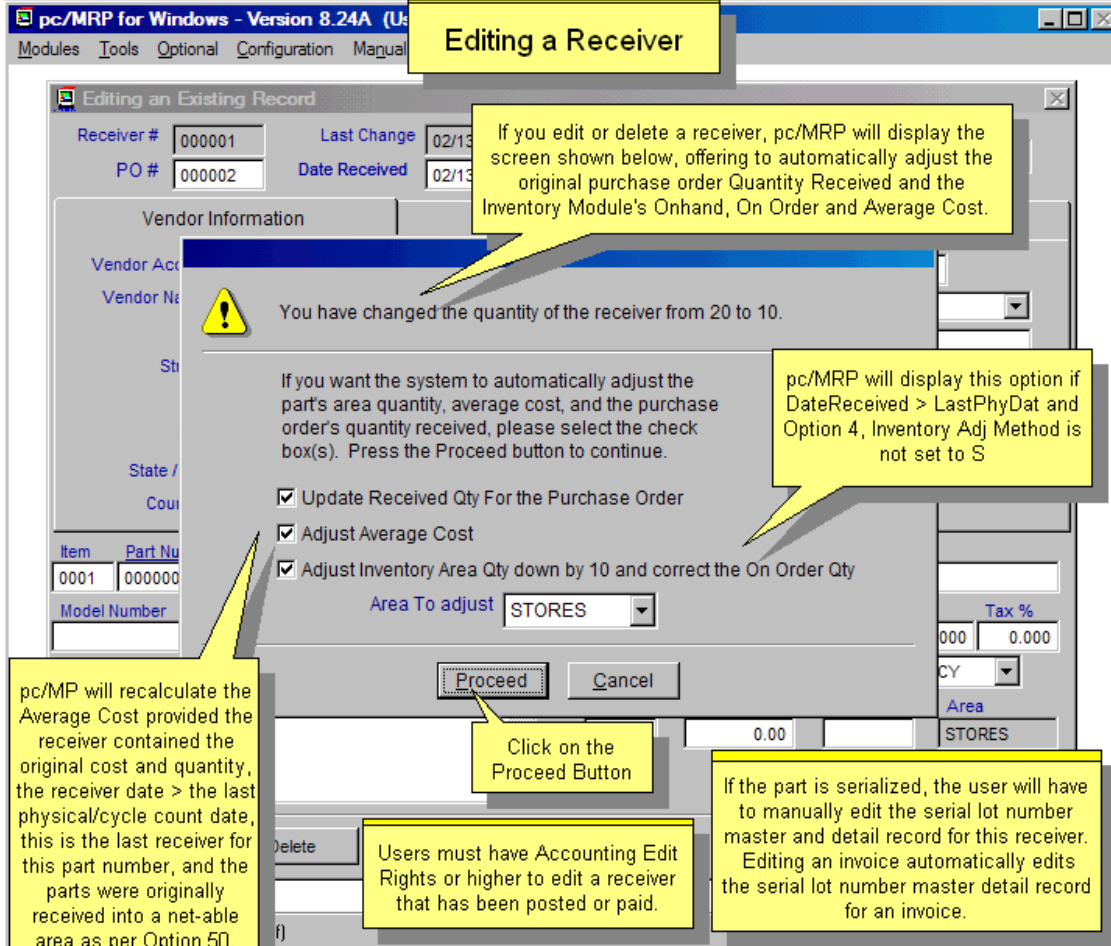 pc/MRP for Windows - Version 8.24A (Us
Editing a Receiver
Modules Tools Optional Configuration Manual
Editing an Existing Record
Receiver # 000001 Last Change 02/13
PO # 000002 Date Received 02/13
If you edit or delete a receiver, pc/MRP will display the
screen shown below, offering to automatically adjust the
original purchase order Quantity Received and the
Inventory Module's Onhand, On Order and Average Cost.
Vendor Information
Vendor Acc
Vendor Na
Str
State /
Cour
You have changed the quantity of the receiver from 20 to 10.
If you want the system to automatically adjust the
part's area quantity, average cost, and the purchase
order's quantity received, please select the check
box(s). Press the Proceed button to continue.
pc/MRP will display this option if
DateReceived > LastPhyDat and
Option 4, Inventory Adj Method is
not set to S
Update Received Qty For the Purchase Order
Adjust Average Cost
Adjust Inventory Area Qty down by 10 and correct the On Order Qty
Area To adjust STORES
Proceed Cancel
Item Part Nu
0001 000000
Model Number
Tax %
000 0.000
CY
Area
0.00 STORES
pc/MP will recalculate the
Average Cost provided the
receiver contained the
original cost and quantity,
the receiver date > the last
physical/cycle count date,
this is the last receiver for
this part number, and the
parts were originally
received into a net-able
area as per Option 50
Click on the
Proceed Button
Delete
Users must have Accounting Edit
Rights or higher to edit a receiver
that has been posted or paid.
If the part is serialized, the user will have
to manually edit the serial lot number
master and detail record for this receiver.
Editing an invoice automatically edits
the serial lot number master detail record
for an invoice.
f)